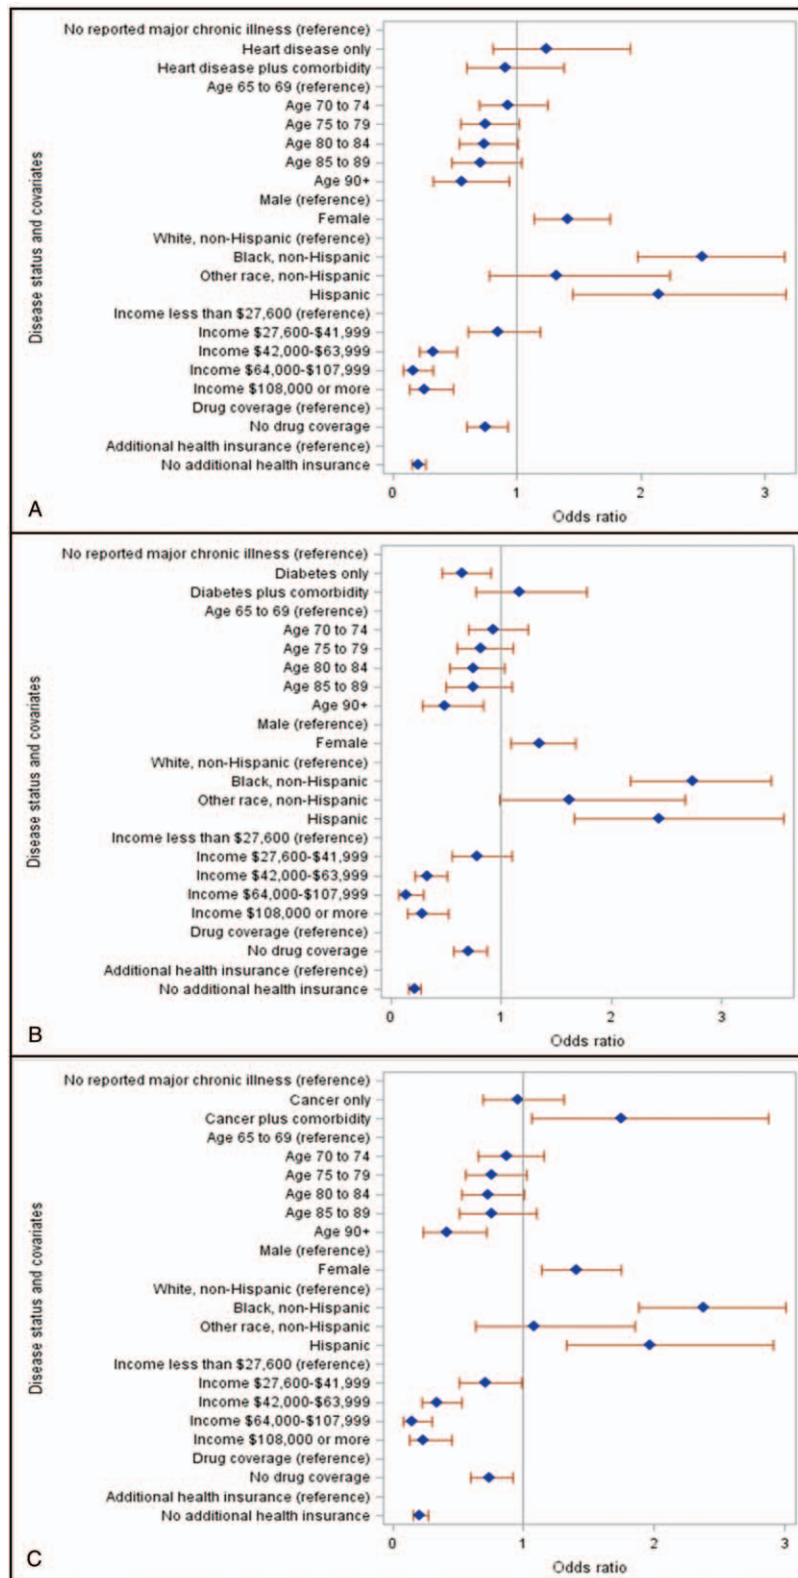 No reported major chronic illness (reference)
Heart disease only
Heart disease plus comorbidity
Age 65 to 69 (reference)
Age 70 to 74
Age 75 to 79
Age 80 to 84
Age 85 to 89
Age 90+
Male (reference)
Female
White, non-Hispanic (reference)
Black, non-Hispanic
Other race, non-Hispanic
Hispanic
Income less than $27,600 (reference)
Income $27,600-$41,999
Income $42,000-$63,999
Income $64,000-$107,999
Income $108,000 or more
Drug coverage (reference)
No drug coverage
Additional health insurance (reference)
No additional health insurance
Disease status and covariates
0 1 2 3
Odds ratio
A
No reported major chronic illness (reference)
Diabetes only
Diabetes plus comorbidity
Age 65 to 69 (reference)
Age 70 to 74
Age 75 to 79
Age 80 to 84
Age 85 to 89
Age 90+
Male (reference)
Female
White, non-Hispanic (reference)
Black, non-Hispanic
Other race, non-Hispanic
Hispanic
Income less than $27,600 (reference)
Income $27,600-$41,999
Income $42,000-$63,999
Income $64,000-$107,999
Income $108,000 or more
Drug coverage (reference)
No drug coverage
Additional health insurance (reference)
No additional health insurance
Disease status and covariates
0 1 2 3
Odds ratio
B
No reported major chronic illness (reference)
Cancer only
Cancer plus comorbidity
Age 65 to 69 (reference)
Age 70 to 74
Age 75 to 79
Age 80 to 84
Age 85 to 89
Age 90+
Male (reference)
Female
White, non-Hispanic (reference)
Black, non-Hispanic
Other race, non-Hispanic
Hispanic
Income less than $27,600 (reference)
Income $27,600-$41,999
Income $42,000-$63,999
Income $64,000-$107,999
Income $108,000 or more
Drug coverage (reference)
No drug coverage
Additional health insurance (reference)
No additional health insurance
Disease status and covariates
0 1 2 3
Odds ratio
C